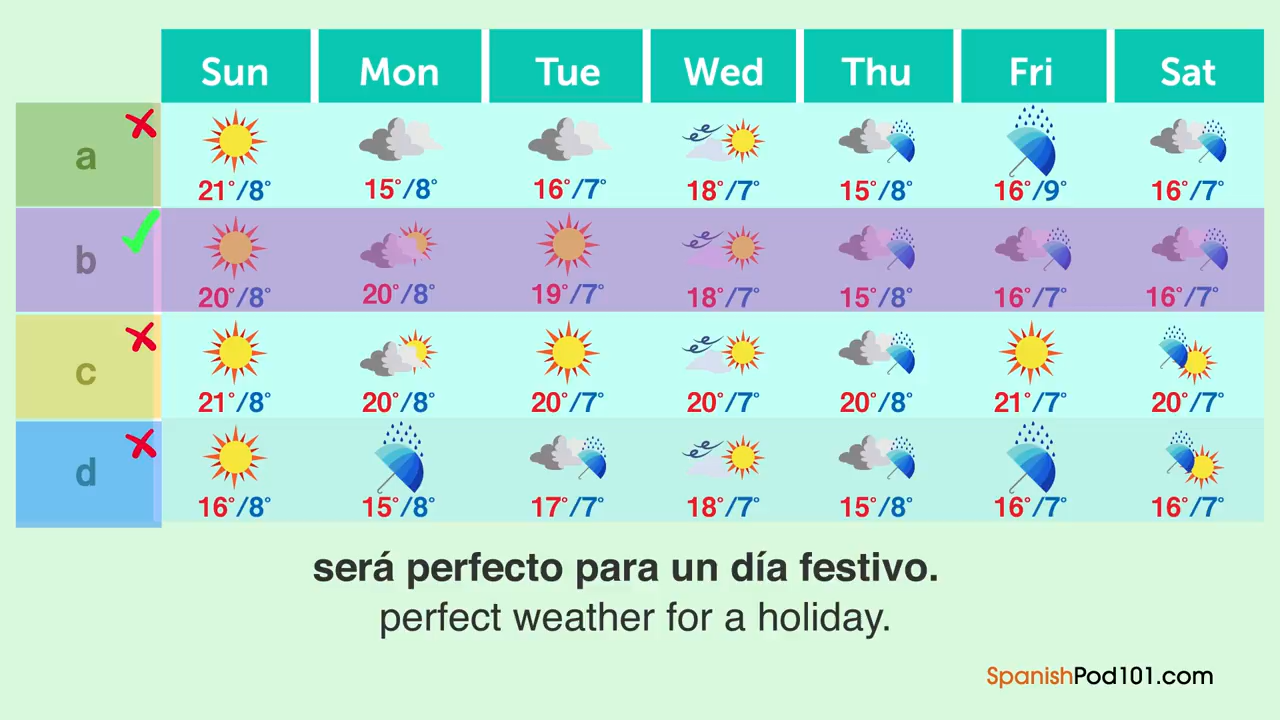 Sun Mon Tue Wed Thu Fri Sat
a 21°/8° 15°/8° 16°/7° 18°/7° 15°/8° 16°/9° 16°/7°
b 20°/8° 20°/8° 19°/7° 18°/7° 15°/8° 16°/7° 16°/7°
c 21°/8° 20°/8° 20°/7° 20°/7° 20°/8° 21°/7° 20°/7°
d 16°/8° 15°/8° 17°/7° 18°/7° 15°/8° 16°/7° 16°/7°
será perfecto para un día festivo.
perfect weather for a holiday.
SpanishPod101.com